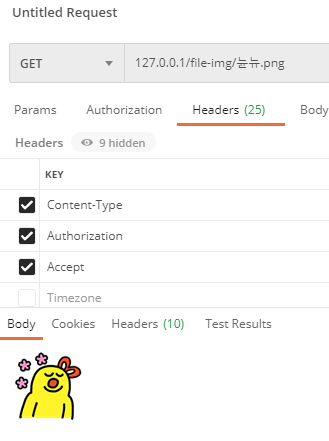 Untitled Request
GET 127.0.0.1/file-img/눋뉴.png
Params Authorization Headers (25) Body
Headers 9 hidden
KEY
Content-Type
Authorization
Accept
Timezone
Body Cookies Headers (10) Test Results